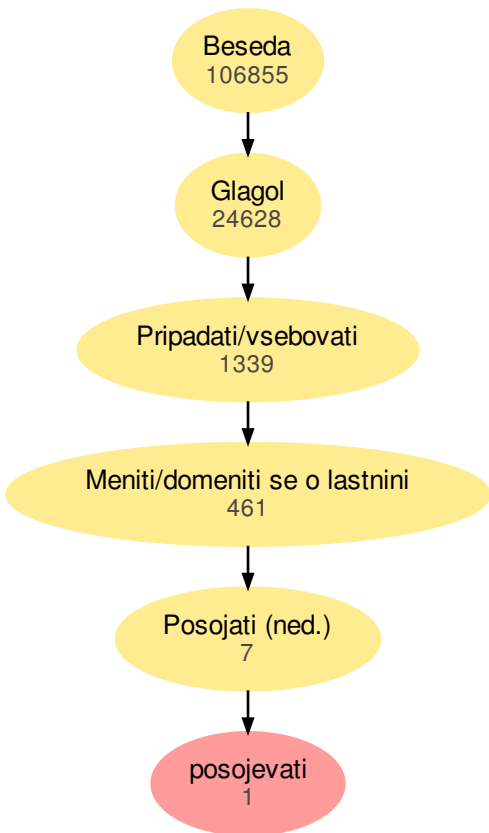 Beseda
106855
Glagol
24628
Pripadati/vsebovati
1339
Meniti/domeniti se o lastnini
461
Posojati (ned.)
7
posojevati
1